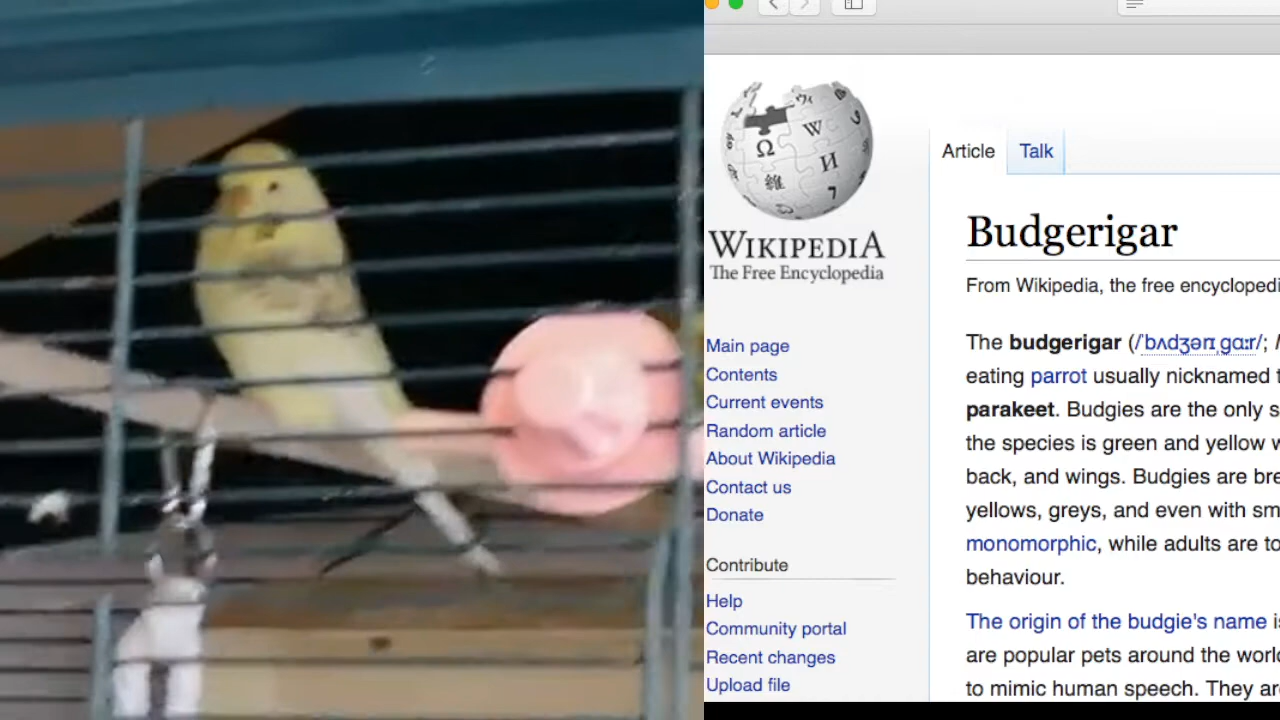 Article
Talk
WIKIPEDIA
The Free Encyclopedia
Main page
Contents
Current events
Random article
About Wikipedia
Contact us
Donate
Contribute
Help
Community portal
Recent changes
Upload file
Budgerigar
From Wikipedia, the free encyclopedi
The budgerigar (/ˈbʌdʒərɪˌɡɑːr/;
eating parrot usually nicknamed t
parakeet. Budgies are the only s
the species is green and yellow w
back, and wings. Budgies are bre
yellows, greys, and even with sm
monomorphic, while adults are to
behaviour.
The origin of the budgie's name is
are popular pets around the world
to mimic human speech. They are